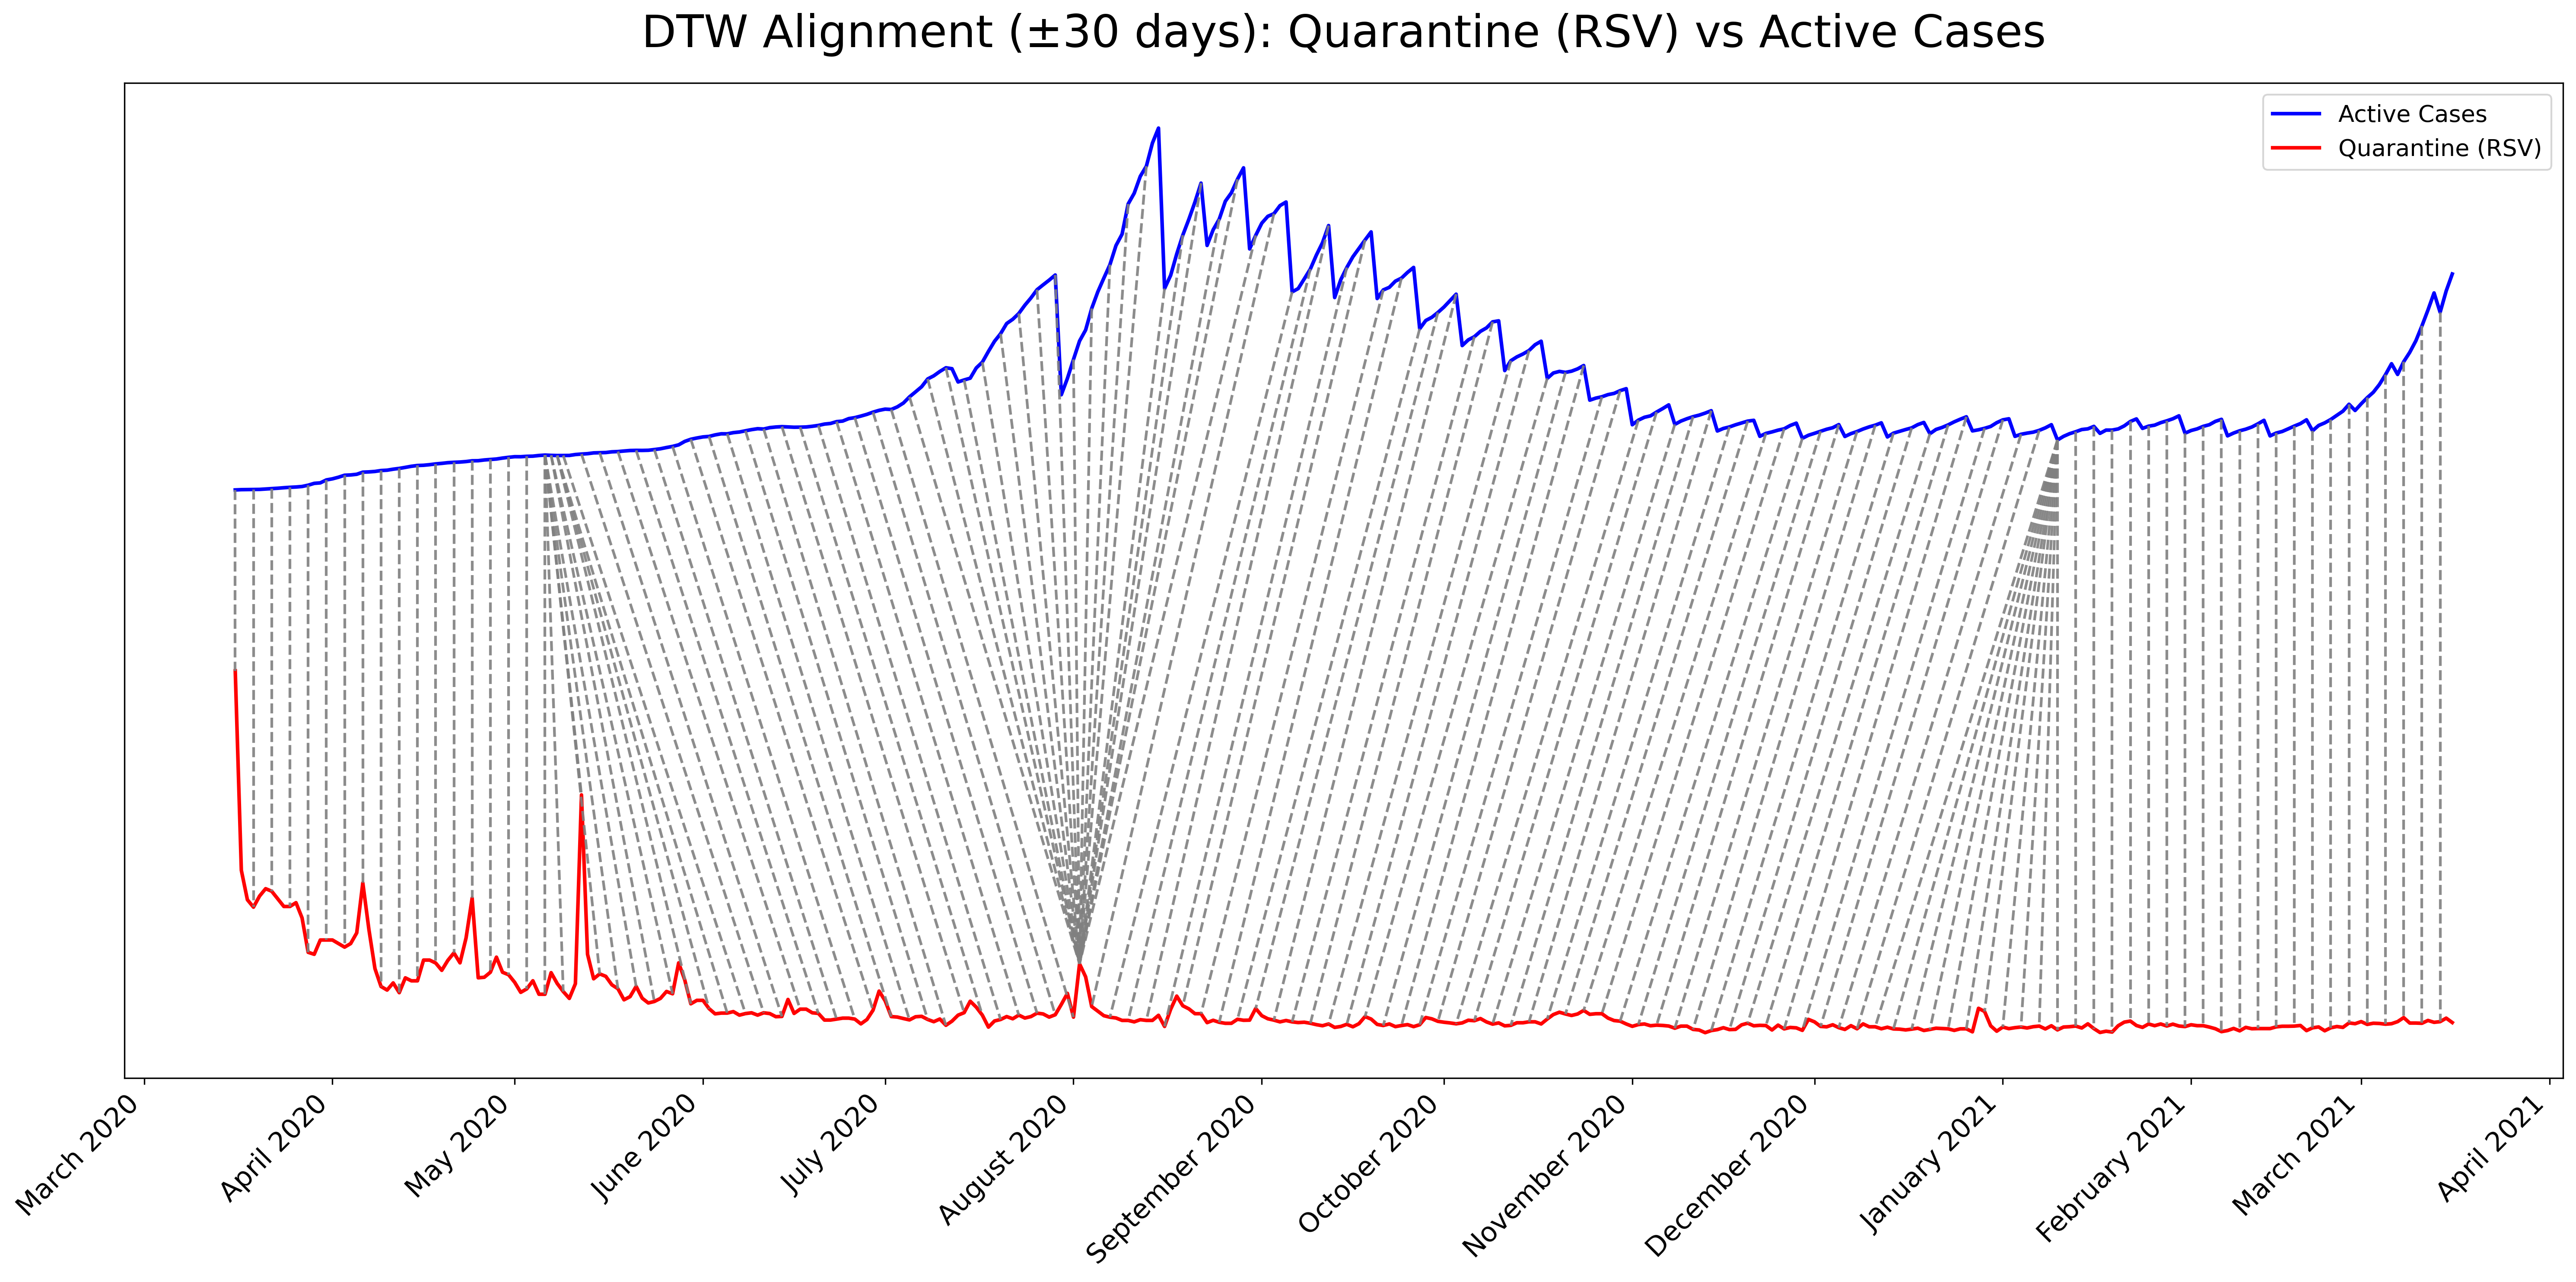 DTW Alignment (±30 days): Quarantine (RSV) vs Active Cases
Active Cases
Quarantine (RSV)
March 2020
April 2020
May 2020
June 2020
July 2020
August 2020
September 2020
October 2020
November 2020
December 2020
January 2021
February 2021
March 2021
April 2021